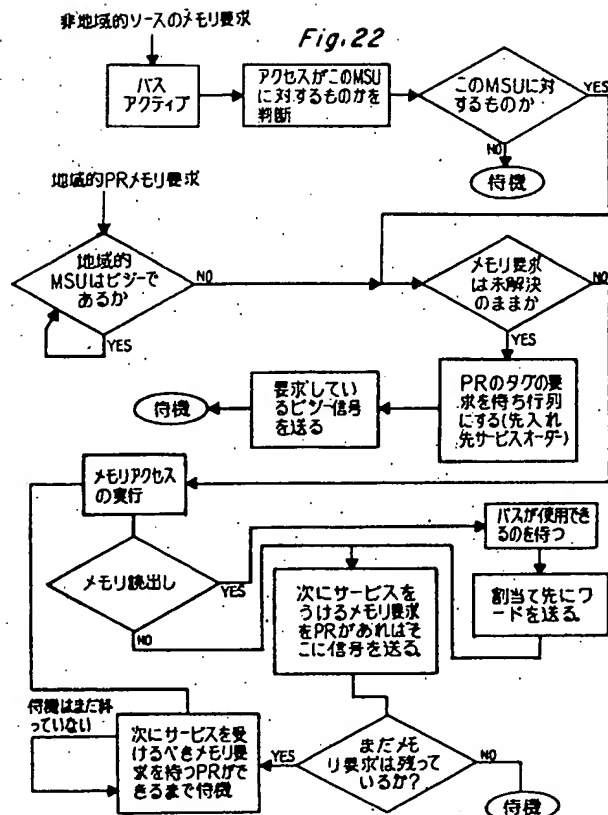 非地域的ソースのメモリ要求
Fig.22
バス
アクティブ
アクセスがこのMSU
に対するものかを
判断
このMSUに対
するものか
YES
NO
待機
地域的PRメモリ要求
地域的
MSUはビジーで
あるか
NO
YES
メモリ要求
は未解決
のままか
NO
YES
PRのタグの要
求を待ち行列
にする(先入れ
先サービスオーダー)
要求している
ビジー信号
を送る
待機
メモリアクセス
の実行
メモリ読出し
YES
NO
バスが使用でき
るのを待つ
割当て先にワ
ードを送る.
次にサービスを
うけるメモリ要求
をPRがあればそ
こに信号を送る.
待機はまだ終
っていない
次にサービスを受
けるべきメモリ要
求を持つPRがで
きるまで待機
YES
まだメモ
リ要求は残って
いるか?
NO
待機